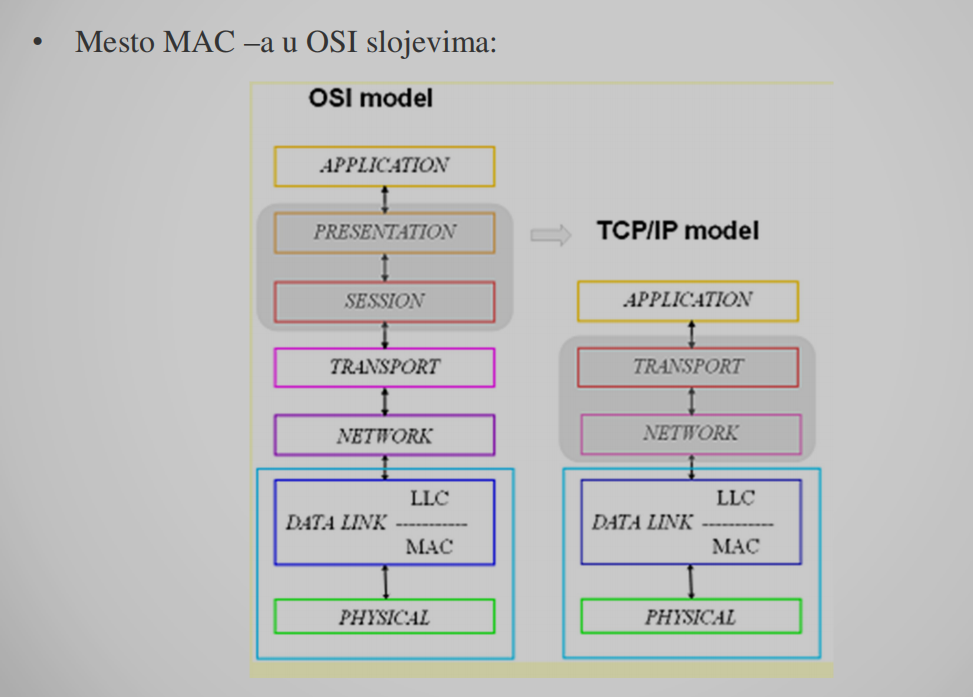 • Mesto MAC –a u OSI slojevima:
OSI model
APPLICATION
PRESENTATION
SESSION
TRANSPORT
NETWORK
LLC
DATA LINK -----------
MAC
PHYSICAL
TCP/IP model
APPLICATION
TRANSPORT
NETWORK
LLC
DATA LINK -----------
MAC
PHYSICAL